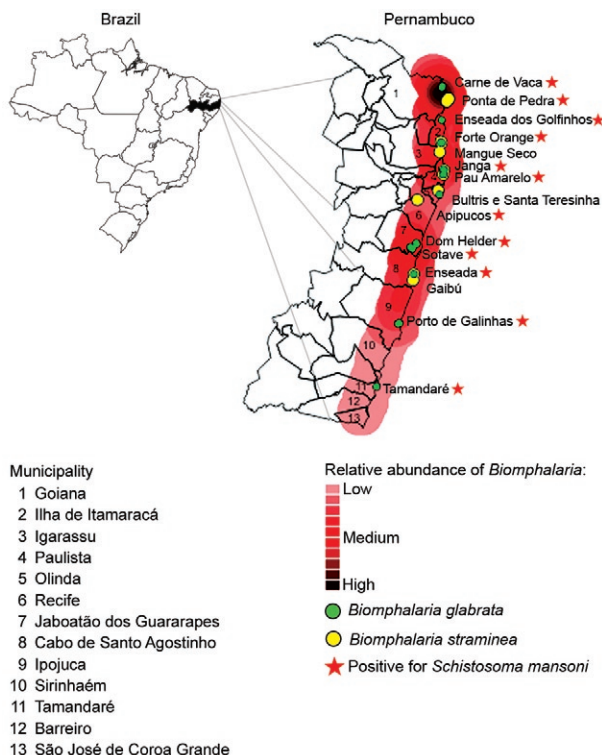 Brazil
Pernambuco
Carne de Vaca
Ponta de Pedra
Enseada dos Golfinhos
Forte Orange
Mangue Seco
Janga
Pau Amarelo
Bultris e Santa Teresinha
Apipucos
Dom Helder
Sotave
Enseada
Gaibú
Porto de Galinhas
Tamandaré
1
2
3
4
6
7
8
9
10
11
12
13
Municipality
1 Goiana
2 Ilha de Itamaracá
3 Igarassu
4 Paulista
5 Olinda
6 Recife
7 Jaboatão dos Guararapes
8 Cabo de Santo Agostinho
9 Ipojuca
10 Sirinhaém
11 Tamandaré
12 Barreiro
13 São José de Coroa Grande
Relative abundance of Biomphalaria:
Low
Medium
High
Biomphalaria glabrata
Biomphalaria straminea
Positive for Schistosoma mansoni